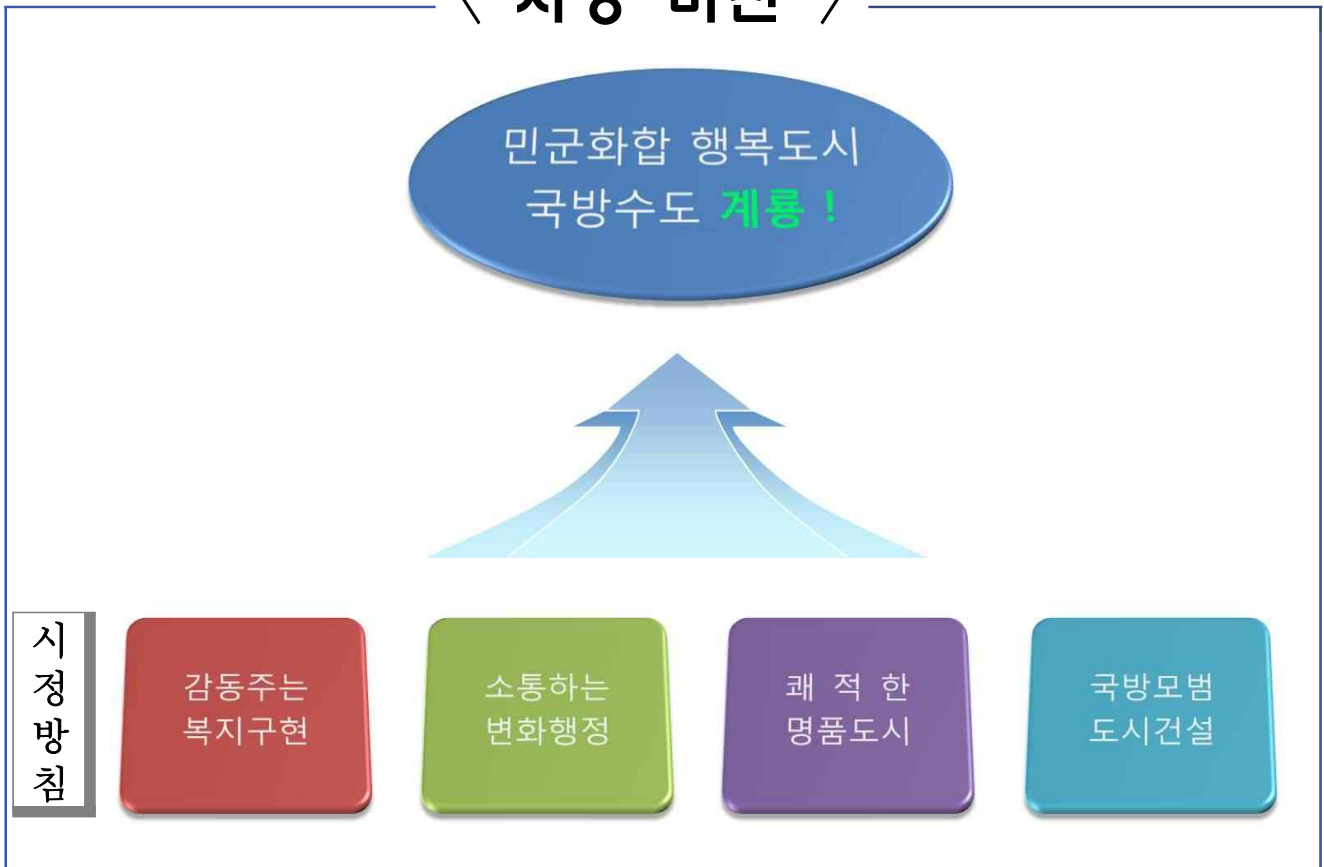 민군화합 행복도시
국방수도 계룡 !
시정방침
감동주는
복지구현
소통하는
변화행정
쾌 적 한
명품도시
국방모범
도시건설